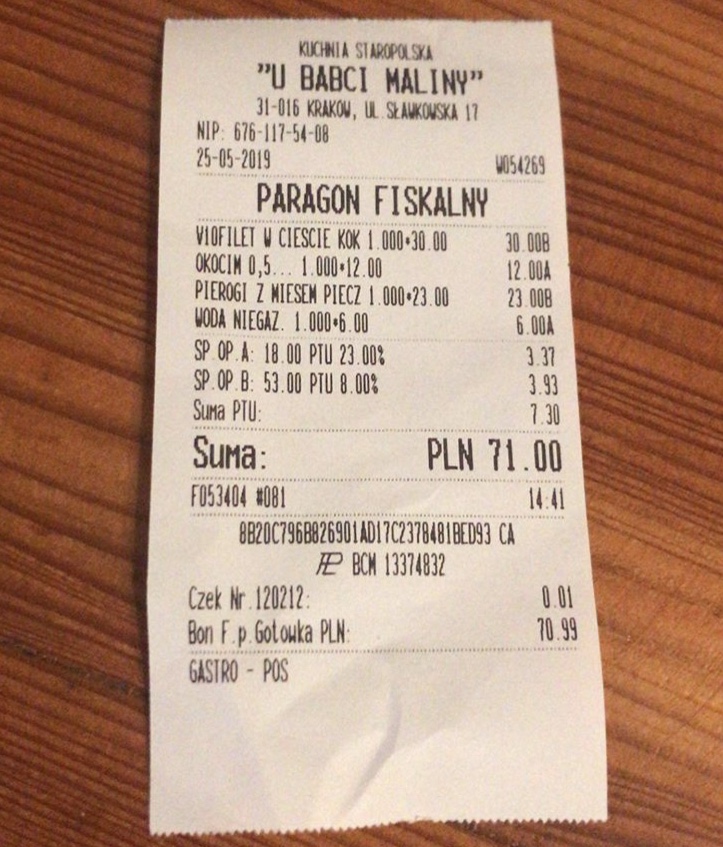 KUCHNIA STAROPOLSKA
"U BABCI MALINY"
31-016 KRAKOW, UL.SŁAWKOWSKA 17
NIP: 676-117-54-08
25-05-2019 W054269
PARAGON FISKALNY
V10FILET W CIESCIE KOK 1.000*30.00 30.00B
OKOCIM 0,5... 1.000*12.00 12.00A
PIEROGI Z MIESEM PIECZ 1.000*23.00 23.00B
WODA NIEGAZ. 1.000*6.00 6.00A
SP.OP.A: 18.00 PTU 23.00% 3.37
SP.OP.B: 53.00 PTU 8.00% 3.93
Suma PTU: 7.30
Suma: PLN 71.00
F053404 #081 14:41
8B20C796B826901AD17C2378481BED93 CA
BCM 13374832
Czek Nr.120212: 0.01
Bon F.p.Gotowka PLN: 70.99
GASTRO - POS